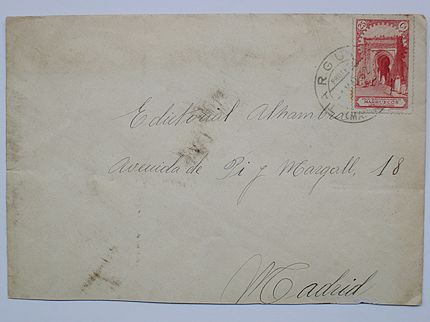 MARRUECOS
Editorial Alhambra
Avenida de Pi y Margall, 18
Madrid